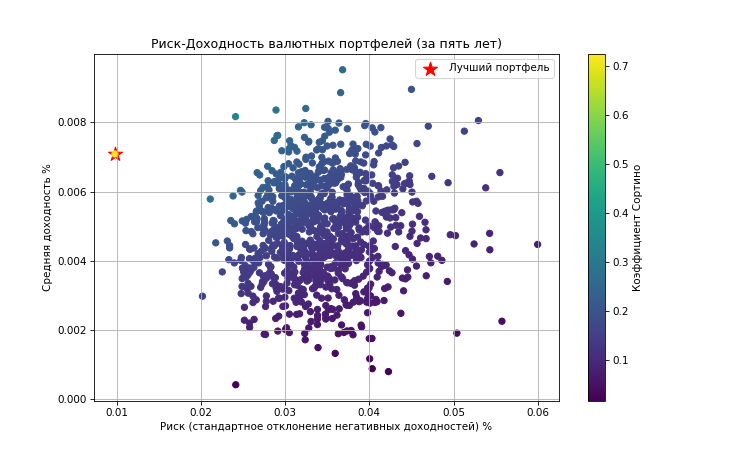 Риск-Доходность валютных портфелей (за пять лет)
Лучший портфель
Средняя доходность %
0.008
0.006
0.004
0.002
0.000
0.01 0.02 0.03 0.04 0.05 0.06
Риск (стандартное отклонение негативных доходностей) %
0.7
0.6
0.5
0.4
0.3
0.2
0.1
Коэффициент Сортино